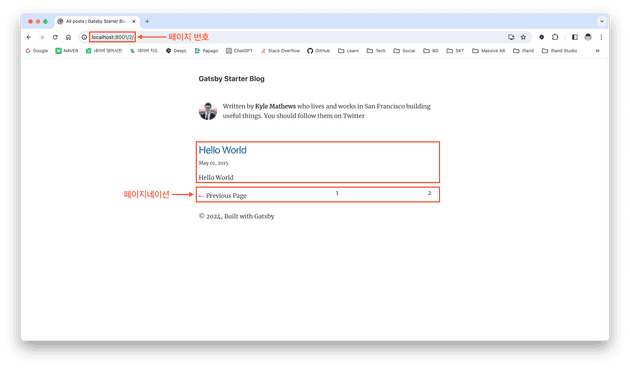 All posts | Gatsby Starter Blog
localhost:8001/2/
페이지 번호
Google NAVER 네이버 영어사전 네이버 지도 DeepL Papago ChatGPT Stack Overflow GitHub Learn Tech Social BD SKT Massive AR ifland ifland Studio
Gatsby Starter Blog
Written by Kyle Mathews who lives and works in San Francisco building
useful things. You should follow them on Twitter
Hello World
May 01, 2015
Hello World
페이지네이션
← Previous Page 1 2
© 2024, Built with Gatsby